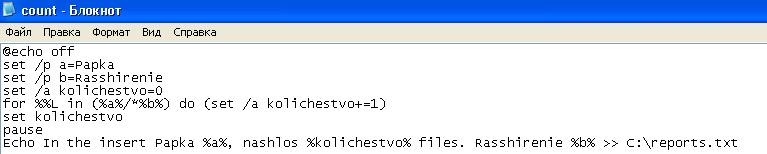 count - Блокнот
Файл Правка Формат Вид Справка
@echo off
set /p a=Papka
set /p b=Rasshirenie
set /a kolichestvo=0
for %%L in (%a%/*%b%) do (set /a kolichestvo+=1)
set kolichestvo
pause
Echo In the insert Papka %a%, nashlos %kolichestvo% files. Rasshirenie %b% >> C:\reports.txt